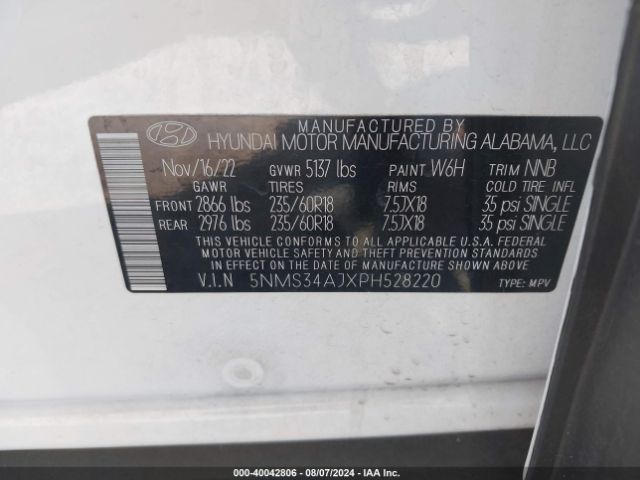 MANUFACTURED BY
HYUNDAI MOTOR MANUFACTURING ALABAMA, LLC
Nov/16/22 GVWR 5137 lbs PAINT W6H TRIM NNB
GAWR TIRES RIMS COLD TIRE INFL
FRONT 2866 lbs 235/60R18 7.5JX18 35 psi SINGLE
REAR 2976 lbs 235/60R18 7.5JX18 35 psi SINGLE
THIS VEHICLE CONFORMS TO ALL APPLICABLE U.S.A. FEDERAL
MOTOR VEHICLE SAFETY AND THEFT PREVENTION STANDARDS
IN EFFECT ON THE DATE OF MANUFACTURE SHOWN ABOVE.
V.I.N 5NMS34AJXPH528220 TYPE: MPV
000-40042806 - 08/07/2024 - IAA Inc.